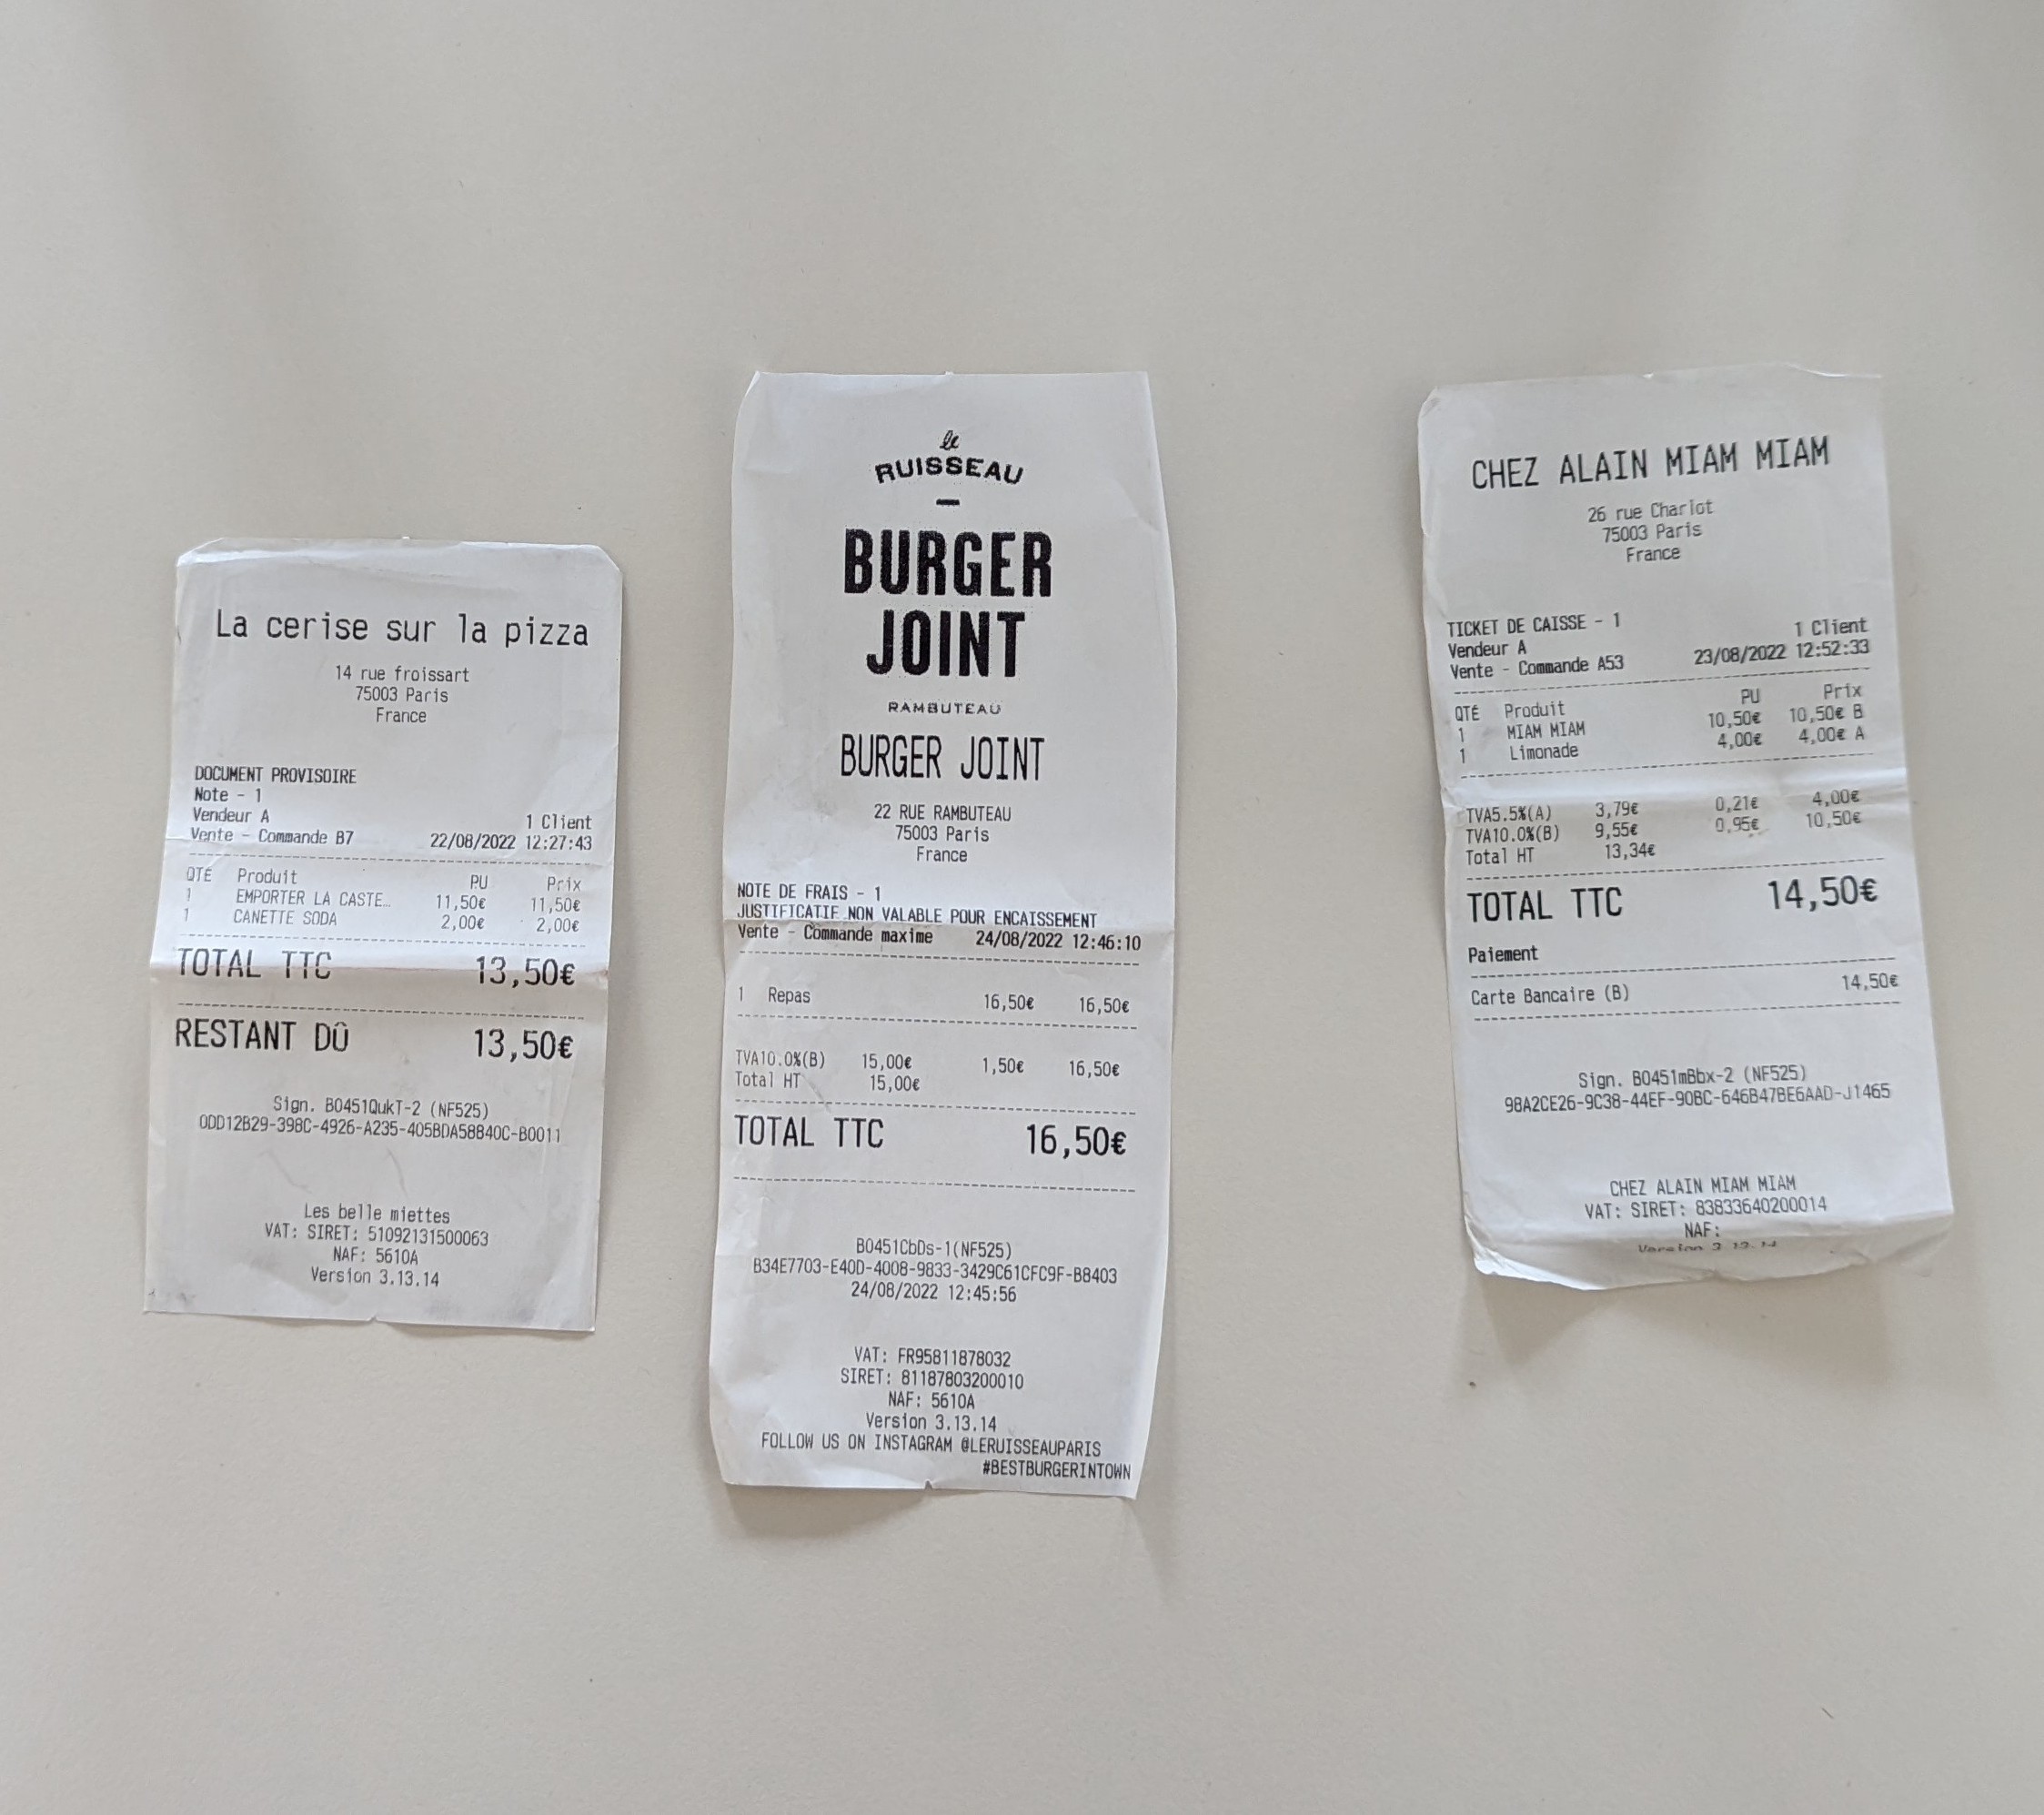 La cerise sur la pizza
14 rue froissart
75003 Paris
France
DOCUMENT PROVISOIRE
Note - 1
Vendeur A 1 Client
Vente - Commande B7 22/08/2022 12:27:43
QTÉ Produit PU Prix
1 EMPORTER LA CASTE… 11,50€ 11,50€
1 CANETTE SODA 2,00€ 2,00€
TOTAL TTC 13,50€
RESTANT DÛ 13,50€
Sign. B0451QukT-2 (NF525)
0DD12B29-398C-4926-A235-405BDA58840C-B0011
Les belle miettes
VAT: SIRET: 51092131500063
NAF: 5610A
Version 3.13.14
le
RUISSEAU
BURGER
JOINT
RAMBUTEAU
BURGER JOINT
22 RUE RAMBUTEAU
75003 Paris
France
NOTE DE FRAIS - 1
JUSTIFICATIF NON VALABLE POUR ENCAISSEMENT
Vente - Commande maxime 24/08/2022 12:46:10
1 Repas 16,50€ 16,50€
TVA10.0%(B) 15,00€ 1,50€ 16,50€
Total HT 15,00€
TOTAL TTC 16,50€
B0451CbDs-1(NF525)
B34E7703-E40D-4008-9833-3429C61CFC9F-B8403
24/08/2022 12:45:56
VAT: FR95811878032
SIRET: 81187803200010
NAF: 5610A
Version 3.13.14
FOLLOW US ON INSTAGRAM @LERUISSEAUPARIS
#BESTBURGERINTOWN
CHEZ ALAIN MIAM MIAM
26 rue Charlot
75003 Paris
France
TICKET DE CAISSE - 1
Vendeur A 1 Client
Vente - Commande A53 23/08/2022 12:52:33
QTÉ Produit PU Prix
1 MIAM MIAM 10,50€ 10,50€ B
1 Limonade 4,00€ 4,00€ A
TVA5.5%(A) 3,79€ 0,21€ 4,00€
TVA10.0%(B) 9,55€ 0,95€ 10,50€
Total HT 13,34€
TOTAL TTC 14,50€
Paiement
Carte Bancaire (B) 14,50€
Sign. B0451mBbx-2 (NF525)
98A2CE26-9C38-44EF-90BC-646B47BE6AAD-J1465
CHEZ ALAIN MIAM MIAM
VAT: SIRET: 83833640200014
NAF:
Version 3.13.14